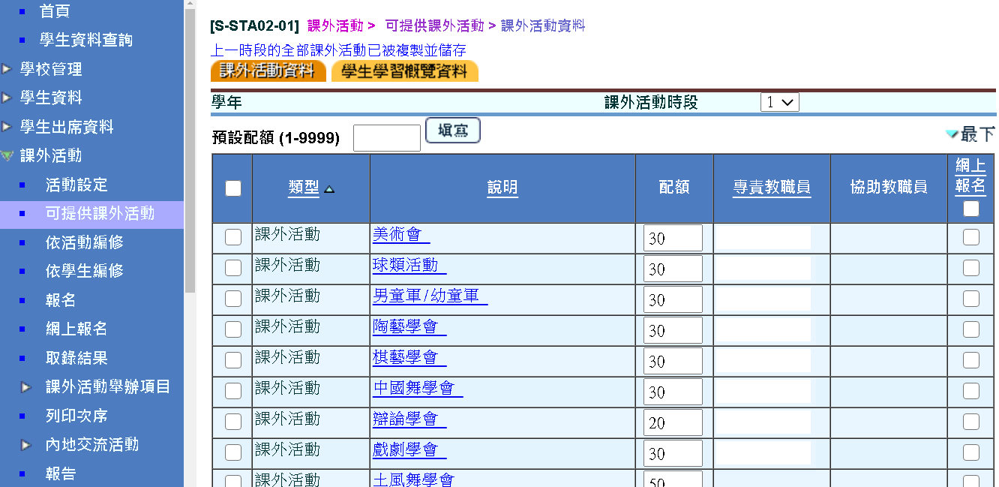 首頁
學生資料查詢
學校管理
學生資料
學生出席資料
課外活動
活動設定
可提供課外活動
依活動編修
依學生編修
報名
網上報名
取錄結果
課外活動舉辦項目
列印次序
內地交流活動
報告
[S-STA02-01] 課外活動 > 可提供課外活動 > 課外活動資料
上一時段的全部課外活動已被複製並儲存
課外活動資料 學生學習概覽資料
學年 課外活動時段 1
預設配額 (1-9999) 填寫
最下
類型 說明 配額 專責教職員 協助教職員 網上報名
課外活動 美術會 30
課外活動 球類活動 30
課外活動 男童軍/幼童軍 30
課外活動 陶藝學會 30
課外活動 棋藝學會 30
課外活動 中國舞學會 30
課外活動 辯論學會 20
課外活動 戲劇學會 30
課外活動 土風舞學會 50